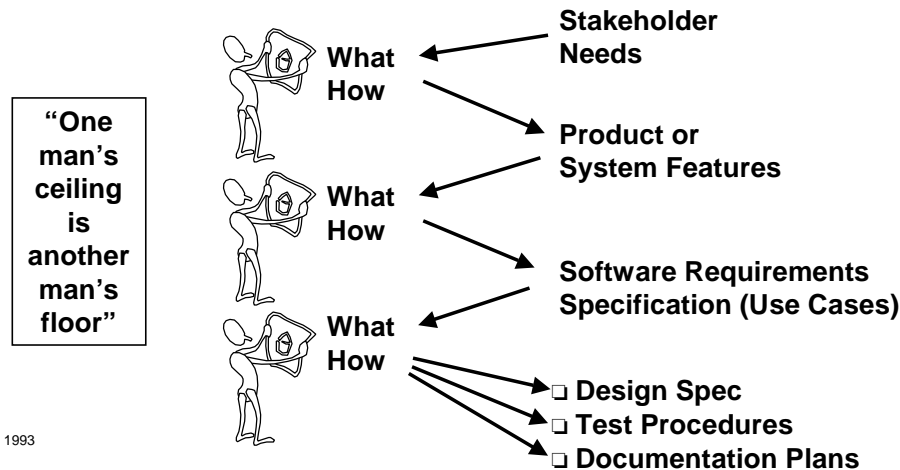 Stakeholder
Needs
What
How
Product or
System Features
“One
man’s
ceiling
is
another
man’s
floor”
What
How
Software Requirements
Specification (Use Cases)
What
How
❏ Design Spec
❏ Test Procedures
❏ Documentation Plans
1993